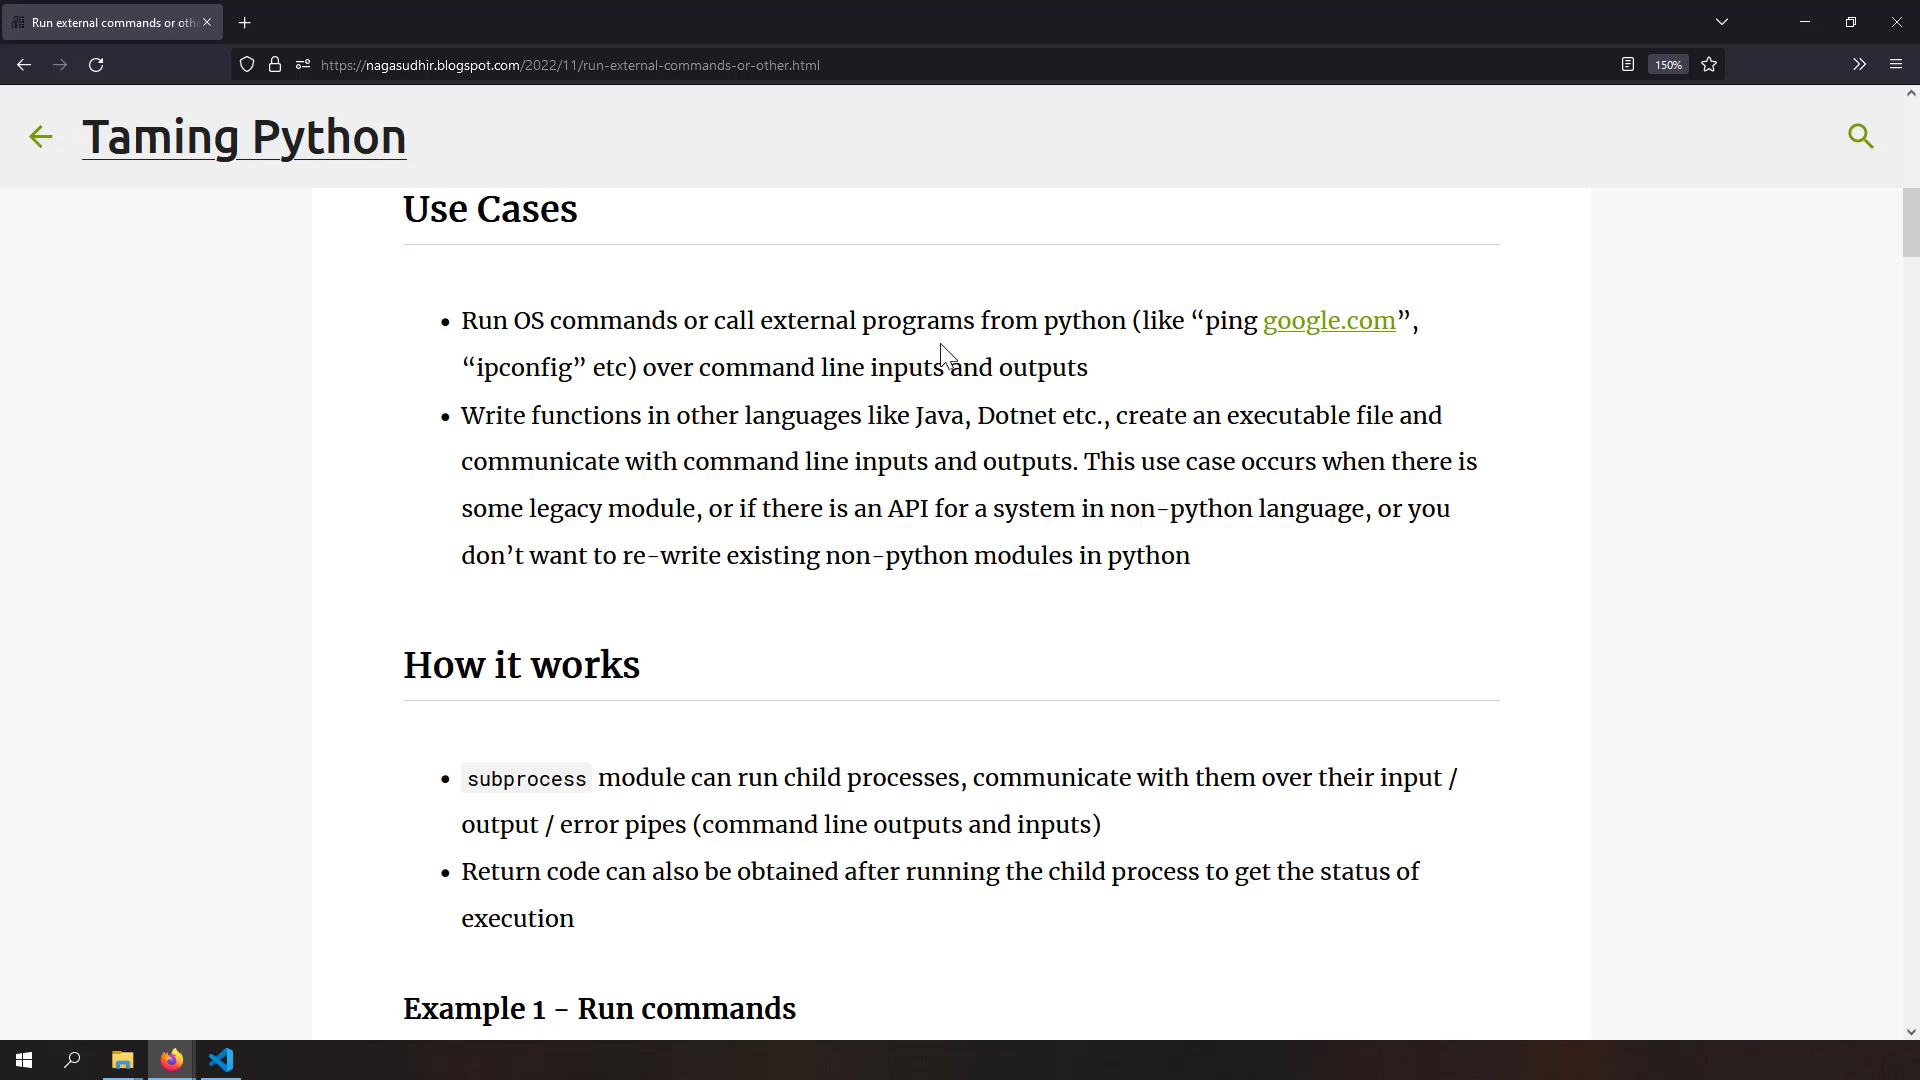 Run external commands or oth
https://nagasudhir.blogspot.com/2022/11/run-external-commands-or-other.html
150%
Taming Python
Use Cases
Run OS commands or call external programs from python (like “ping google.com”,
“ipconfig” etc) over command line inputs and outputs
Write functions in other languages like Java, Dotnet etc., create an executable file and
communicate with command line inputs and outputs. This use case occurs when there is
some legacy module, or if there is an API for a system in non-python language, or you
don’t want to re-write existing non-python modules in python
How it works
subprocess module can run child processes, communicate with them over their input /
output / error pipes (command line outputs and inputs)
Return code can also be obtained after running the child process to get the status of
execution
Example 1 - Run commands